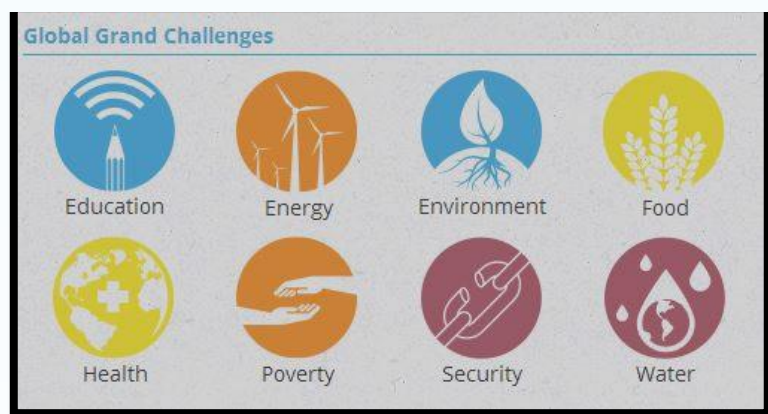 Global Grand Challenges
Education Energy Environment Food
Health Poverty Security Water